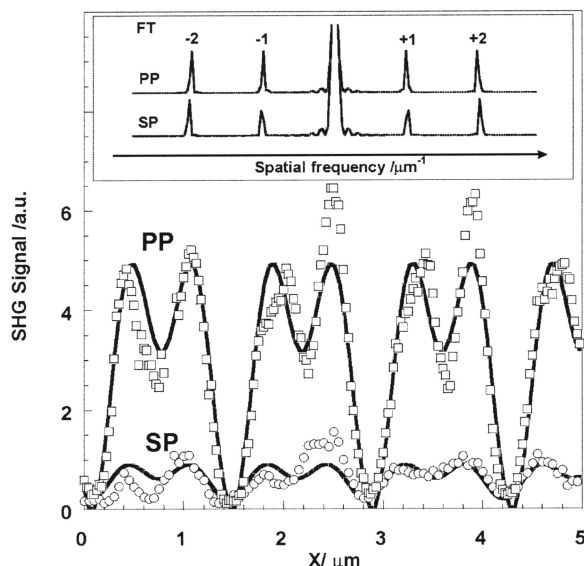 FT
-2 -1 +1 +2
PP
SP
Spatial frequency /μm⁻¹
SHG Signal /a.u.
6
4
2
0
PP
SP
0 1 2 3 4 5
X/ μm